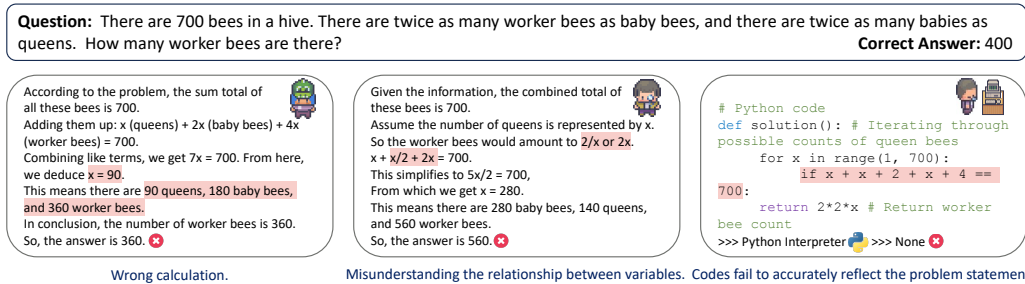 Question: There are 700 bees in a hive. There are twice as many worker bees as baby bees, and there are twice as many babies as
queens. How many worker bees are there? Correct Answer: 400
According to the problem, the sum total of
all these bees is 700.
Adding them up: x (queens) + 2x (baby bees) + 4x
(worker bees) = 700.
Combining like terms, we get 7x = 700. From here,
we deduce x = 90.
This means there are 90 queens, 180 baby bees,
and 360 worker bees.
In conclusion, the number of worker bees is 360.
So, the answer is 360.
Wrong calculation.
Given the information, the combined total of
these bees is 700.
Assume the number of queens is represented by x.
So the worker bees would amount to 2/x or 2x.
x + x/2 + 2x = 700.
This simplifies to 5x/2 = 700,
From which we get x = 280.
This means there are 280 baby bees, 140 queens,
and 560 worker bees.
So, the answer is 560.
Misunderstanding the relationship between variables.
# Python code
def solution(): # Iterating through
possible counts of queen bees
for x in range(1, 700):
if x + x + 2 + x + 4 ==
700:
return 2*2*x # Return worker
bee count
>>> Python Interpreter >>> None
Codes fail to accurately reflect the problem statemen